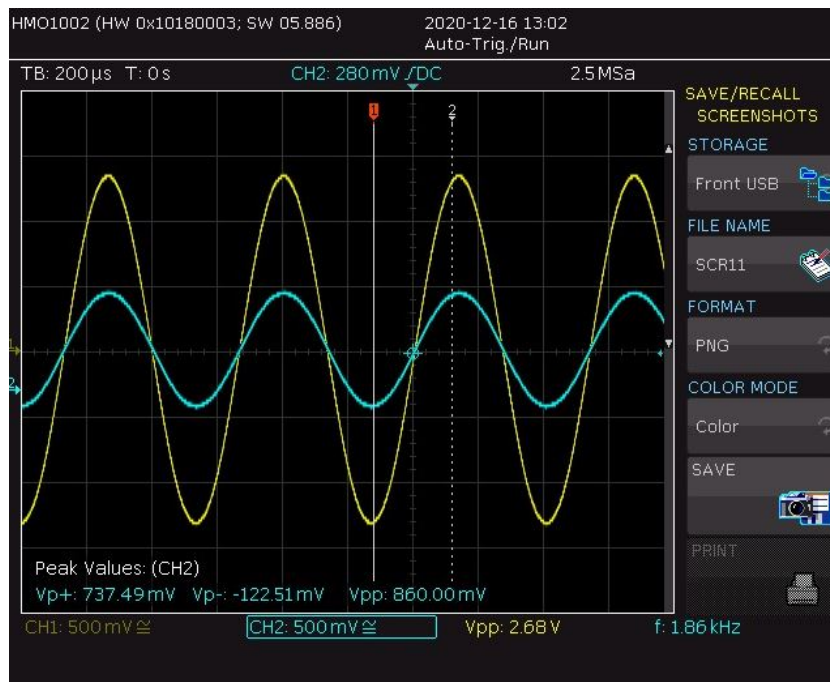 HMO1002 (HW 0x10180003; SW 05.886)
2020-12-16 13:02
Auto-Trig./Run
TB: 200µs T: 0s
CH2: 280mV ⎍DC
2.5MSa
1
2
1
2
Peak Values: (CH2)
Vp+: 737.49mV Vp-: -122.51mV Vpp: 860.00mV
CH1: 500mV≅
CH2: 500mV≅
Vpp: 2.68V
f: 1.86kHz
SAVE/RECALL
SCREENSHOTS
STORAGE
Front USB
FILE NAME
SCR11
FORMAT
PNG
COLOR MODE
Color
SAVE
PRINT